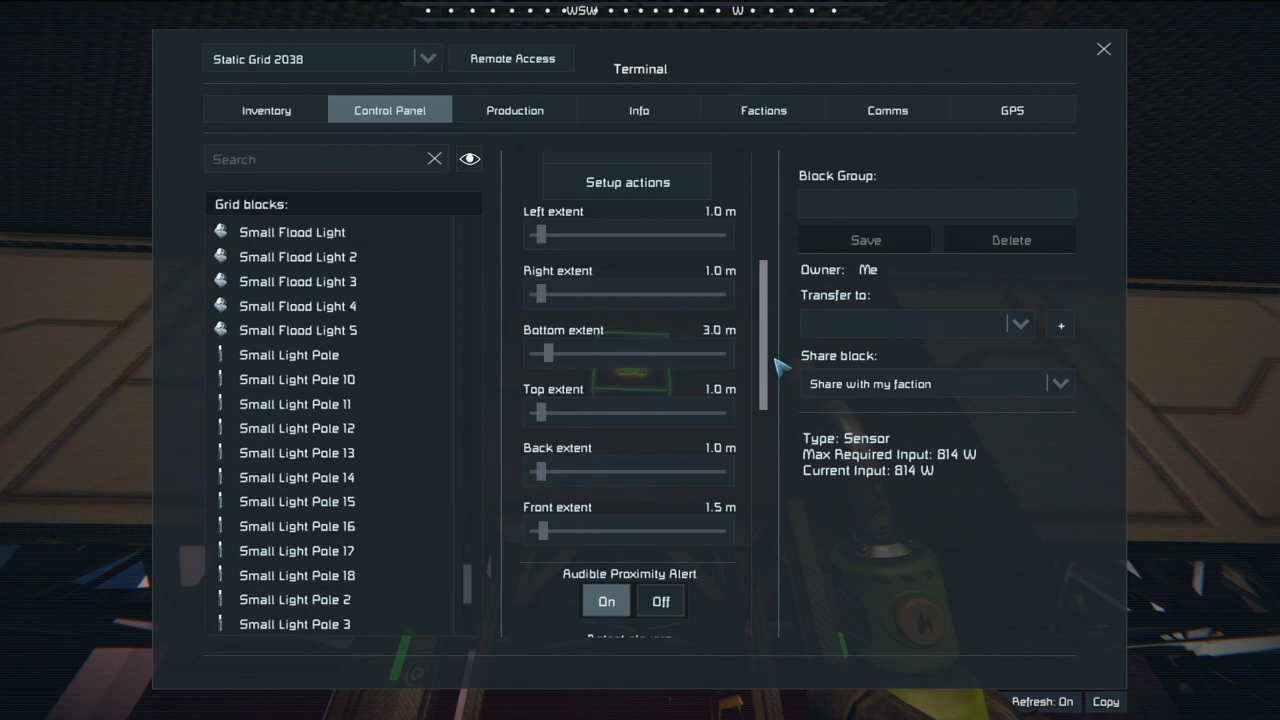 WSW W
Static Grid 2038
Remote Access
Terminal
Inventory
Control Panel
Production
Info
Factions
Comms
GPS
Search
Grid blocks:
Small Flood Light
Small Flood Light 2
Small Flood Light 3
Small Flood Light 4
Small Flood Light 5
Small Light Pole
Small Light Pole 10
Small Light Pole 11
Small Light Pole 12
Small Light Pole 13
Small Light Pole 14
Small Light Pole 15
Small Light Pole 16
Small Light Pole 17
Small Light Pole 18
Small Light Pole 2
Small Light Pole 3
Setup actions
Left extent 1.0 m
Right extent 1.0 m
Bottom extent 3.0 m
Top extent 1.0 m
Back extent 1.0 m
Front extent 1.5 m
Audible Proximity Alert
On Off
Block Group:
Save Delete
Owner: Me
Transfer to:
+
Share block:
Share with my faction
Type: Sensor
Max Required Input: 814 W
Current Input: 814 W
Refresh: On Copy